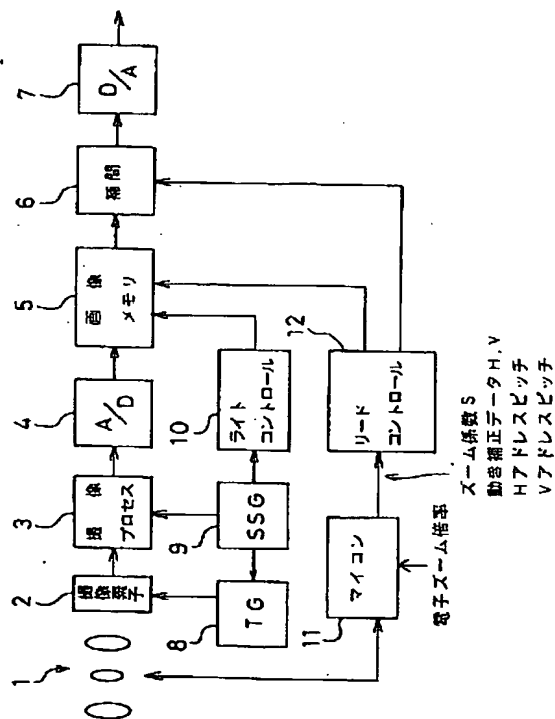 1
2
撮像素子
3
撮像
プロセス
4
A/D
5
画像
メモリ
6
補間
7
D/A
8
TG
9
SSG
10
ライト
コントロール
11
マイコン
12
リード
コントロール
電子ズーム倍率
ズーム係数S
動き補正データH,V
Hアドレスピッチ
Vアドレスピッチ